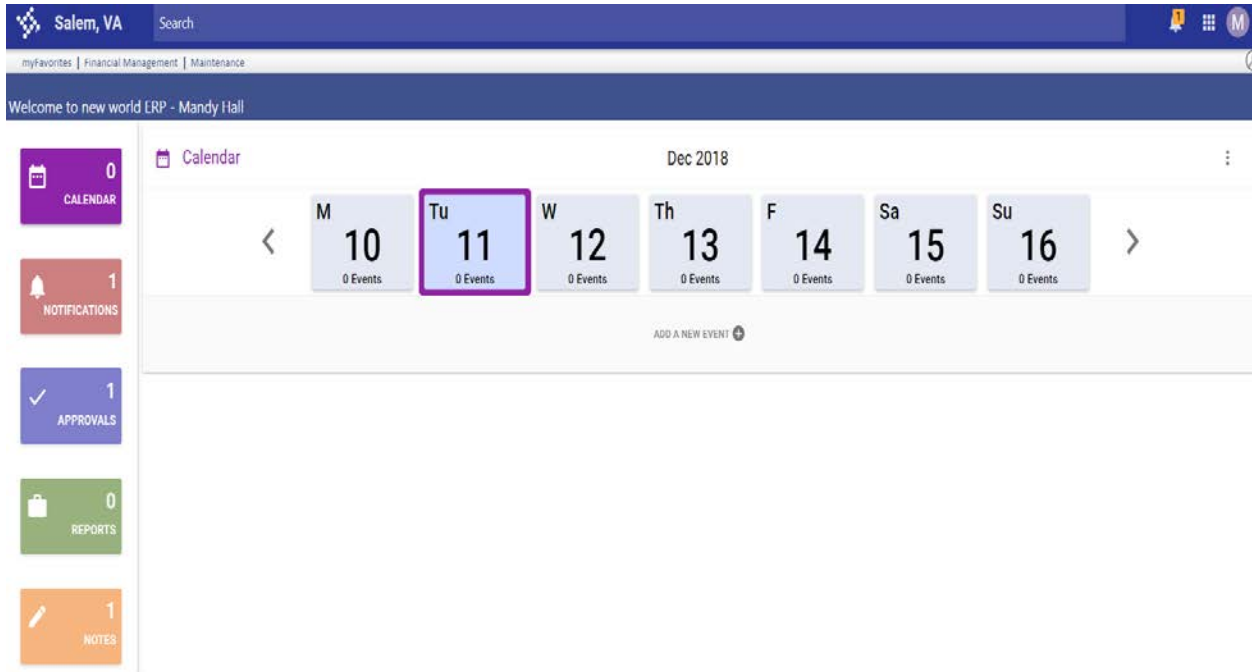 Salem, VA Search 1 M
myFavorites | Financial Management | Maintenance
Welcome to new world ERP - Mandy Hall
0
CALENDAR
1
NOTIFICATIONS
1
APPROVALS
0
REPORTS
1
NOTES
Calendar Dec 2018
M Tu W Th F Sa Su
10 11 12 13 14 15 16
0 Events 0 Events 0 Events 0 Events 0 Events 0 Events 0 Events
ADD A NEW EVENT